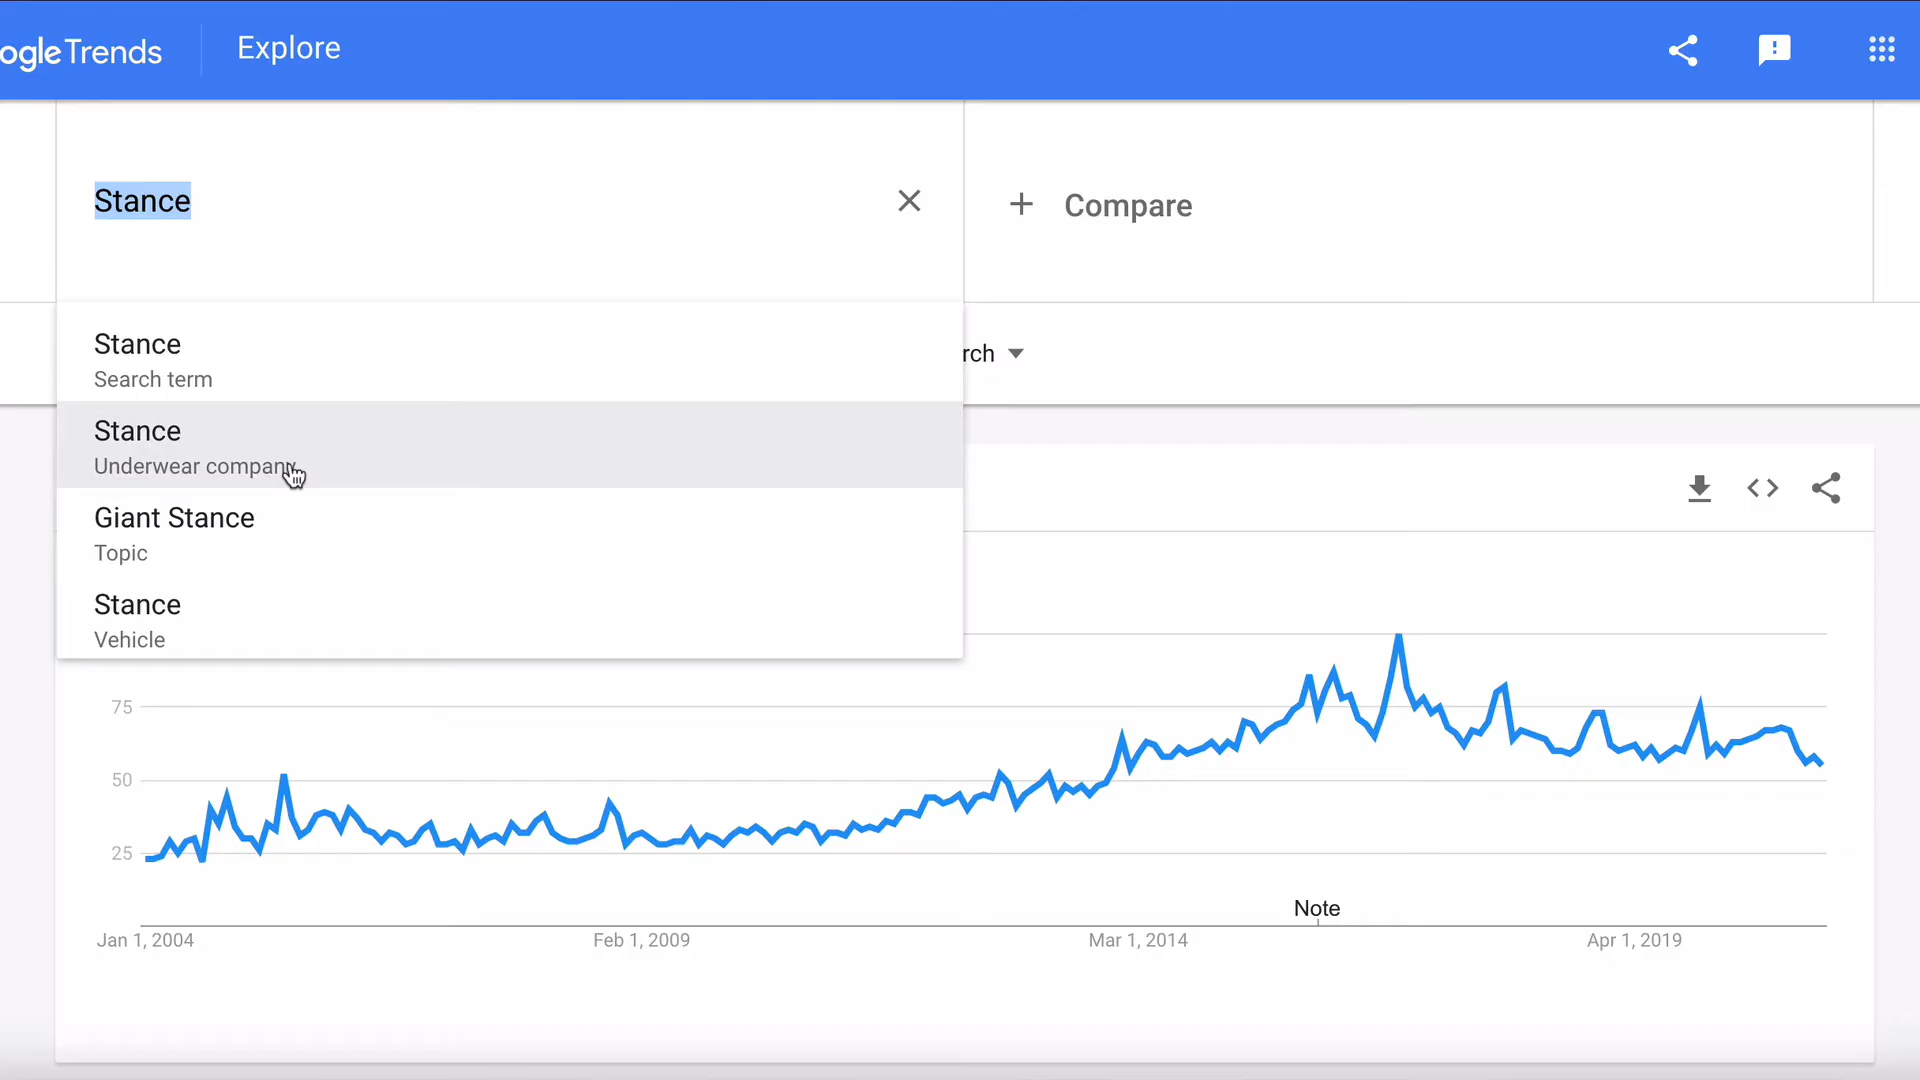 ogle Trends
Explore
Stance
Compare
Stance
Search term
rch
Stance
Underwear company
Giant Stance
Topic
Stance
Vehicle
75
50
25
Note
Jan 1, 2004
Feb 1, 2009
Mar 1, 2014
Apr 1, 2019